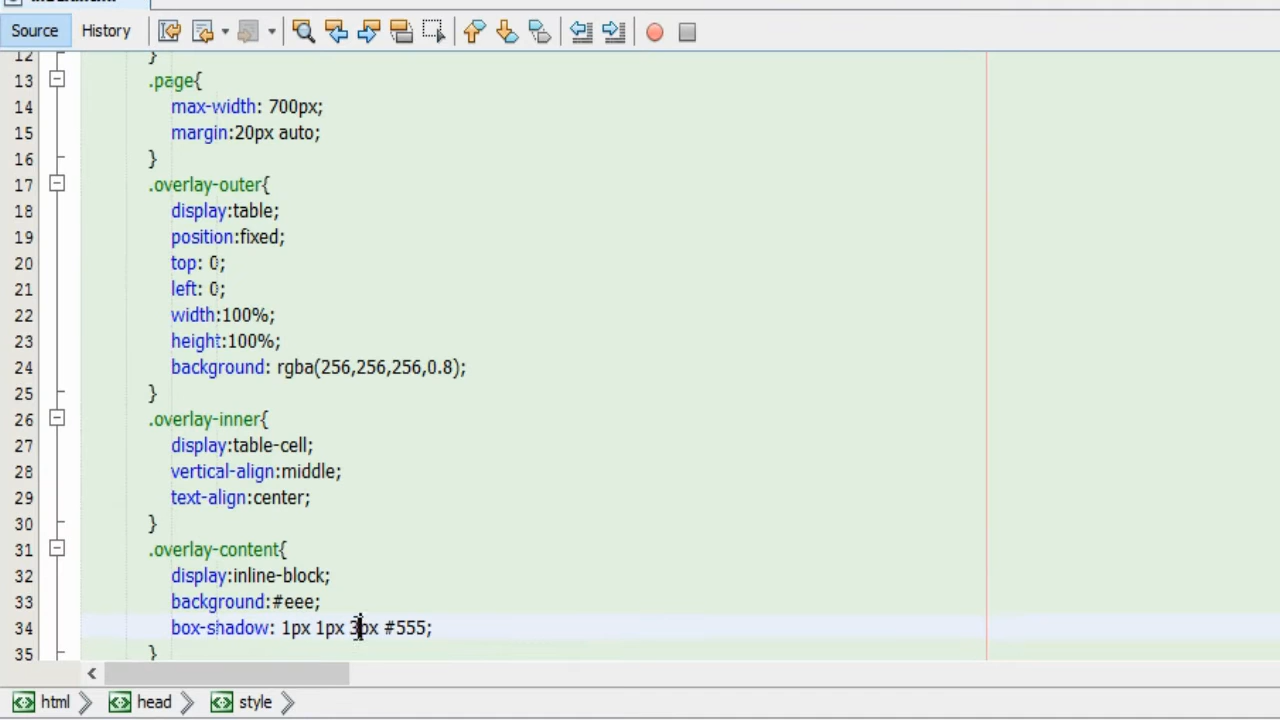 Source History
12 }
13 .page{
14 max-width: 700px;
15 margin:20px auto;
16 }
17 .overlay-outer{
18 display:table;
19 position:fixed;
20 top: 0;
21 left: 0;
22 width:100%;
23 height:100%;
24 background: rgba(256,256,256,0.8);
25 }
26 .overlay-inner{
27 display:table-cell;
28 vertical-align:middle;
29 text-align:center;
30 }
31 .overlay-content{
32 display:inline-block;
33 background:#eee;
34 box-shadow: 1px 1px 3px #555;
35 }
html head style